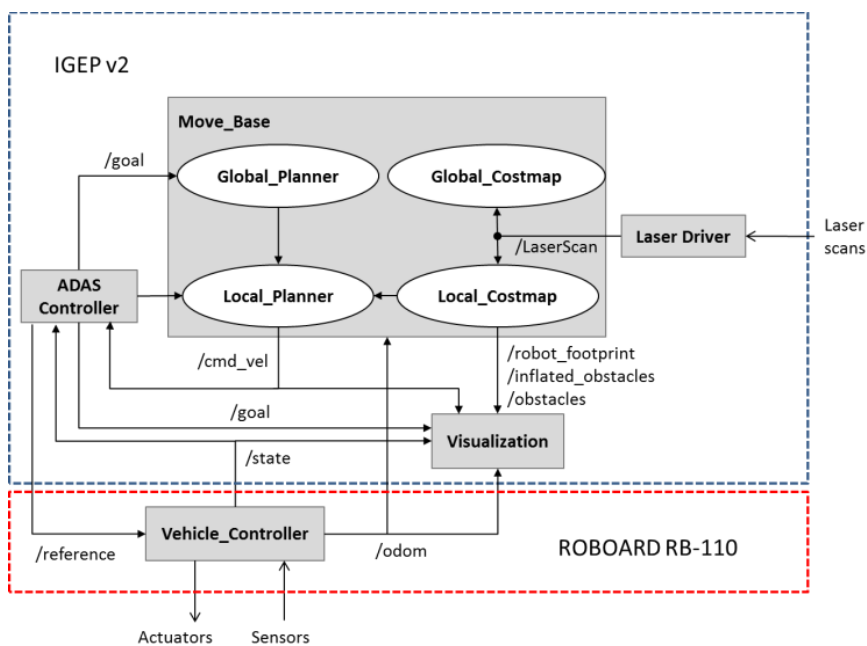 IGEP v2
Move_Base
/goal
Global_Planner
Global_Costmap
/LaserScan
Laser Driver
Laser
scans
ADAS
Controller
Local_Planner
Local_Costmap
/cmd_vel
/robot_footprint
/inflated_obstacles
/obstacles
/goal
Visualization
/state
/reference
Vehicle_Controller
/odom
ROBOARD RB-110
Actuators
Sensors